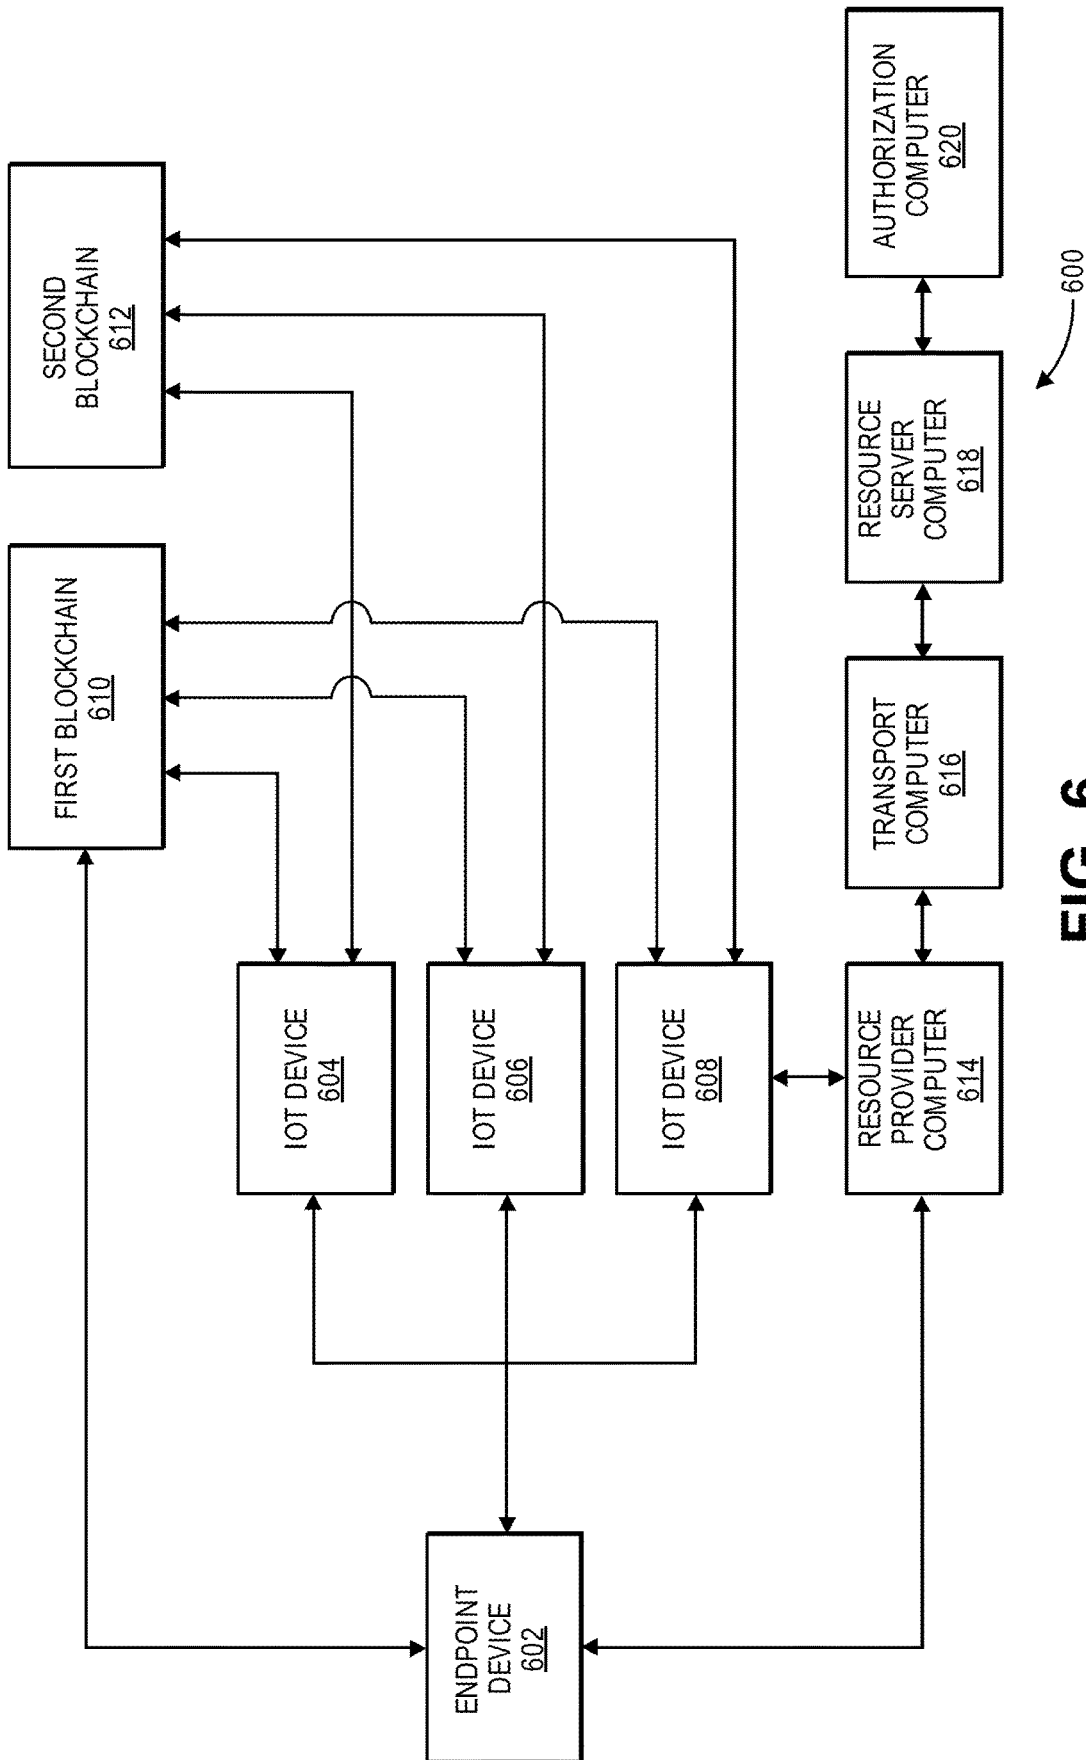 FIRST BLOCKCHAIN
610
SECOND
BLOCKCHAIN
612
IOT DEVICE
604
ENDPOINT
DEVICE
602
IOT DEVICE
606
IOT DEVICE
608
RESOURCE
PROVIDER
COMPUTER
614
TRANSPORT
COMPUTER
616
RESOURCE
SERVER
COMPUTER
618
AUTHORIZATION
COMPUTER
620
600
FIG. 6